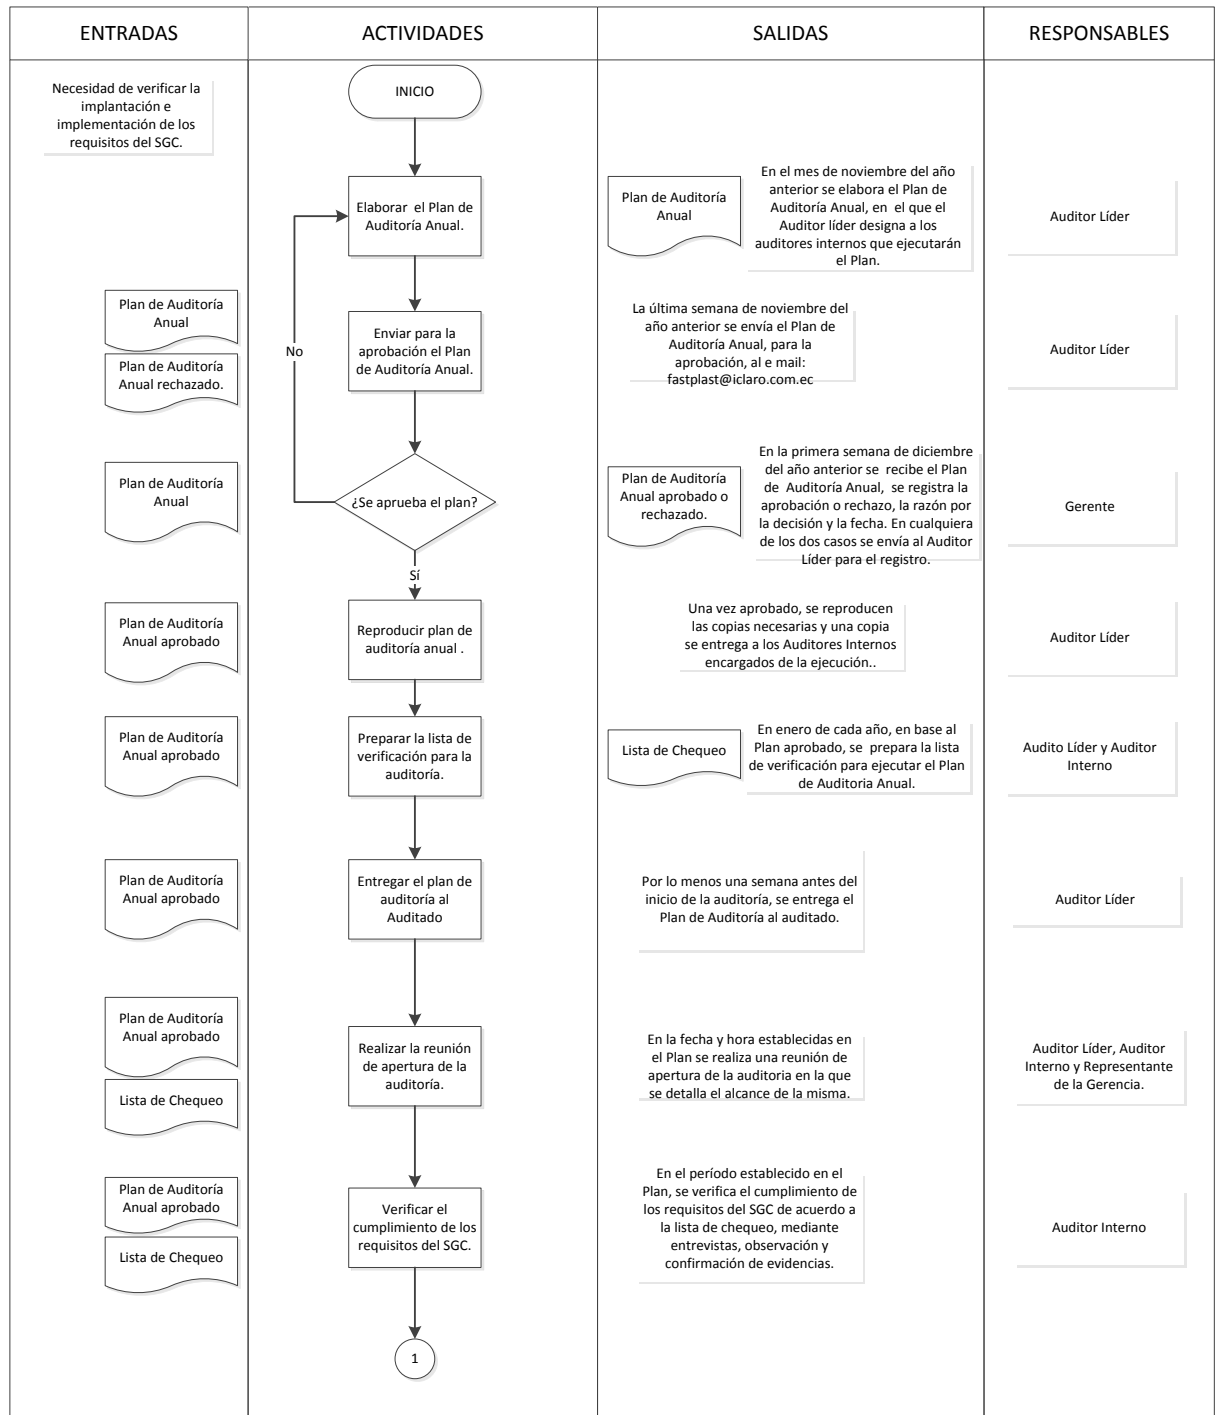 ENTRADAS
ACTIVIDADES
SALIDAS
RESPONSABLES
Necesidad de verificar la
implantación e
implementación de los
requisitos del SGC.
INICIO
Elaborar el Plan de
Auditoría Anual.
Plan de Auditoría
Anual
En el mes de noviembre del año
anterior se elabora el Plan de
Auditoría Anual, en el que el
Auditor líder designa a los
auditores internos que ejecutarán
el Plan.
Auditor Líder
Plan de Auditoría
Anual
Plan de Auditoría
Anual rechazado.
No
Enviar para la
aprobación el Plan
de Auditoría Anual.
La última semana de noviembre del
año anterior se envía el Plan de
Auditoría Anual, para la
aprobación, al e mail:
fastplast@iclaro.com.ec
Auditor Líder
Plan de Auditoría
Anual
¿Se aprueba el plan?
Sí
Plan de Auditoría
Anual aprobado o
rechazado.
En la primera semana de diciembre
del año anterior se recibe el Plan
de Auditoría Anual, se registra la
aprobación o rechazo, la razón por
la decisión y la fecha. En cualquiera
de los dos casos se envía al Auditor
Líder para el registro.
Gerente
Plan de Auditoría
Anual aprobado
Reproducir plan de
auditoría anual .
Una vez aprobado, se reproducen
las copias necesarias y una copia
se entrega a los Auditores Internos
encargados de la ejecución..
Auditor Líder
Plan de Auditoría
Anual aprobado
Preparar la lista de
verificación para la
auditoría.
Lista de Chequeo
En enero de cada año, en base al
Plan aprobado, se prepara la lista
de verificación para ejecutar el Plan
de Auditoria Anual.
Audito Líder y Auditor
Interno
Plan de Auditoría
Anual aprobado
Entregar el plan de
auditoría al
Auditado
Por lo menos una semana antes del
inicio de la auditoría, se entrega el
Plan de Auditoría al auditado.
Auditor Líder
Plan de Auditoría
Anual aprobado
Lista de Chequeo
Realizar la reunión
de apertura de la
auditoría.
En la fecha y hora establecidas en
el Plan se realiza una reunión de
apertura de la auditoria en la que
se detalla el alcance de la misma.
Auditor Líder, Auditor
Interno y Representante
de la Gerencia.
Plan de Auditoría
Anual aprobado
Lista de Chequeo
Verificar el
cumplimiento de los
requisitos del SGC.
En el período establecido en el
Plan, se verifica el cumplimiento de
los requisitos del SGC de acuerdo a
la lista de chequeo, mediante
entrevistas, observación y
confirmación de evidencias.
Auditor Interno
1